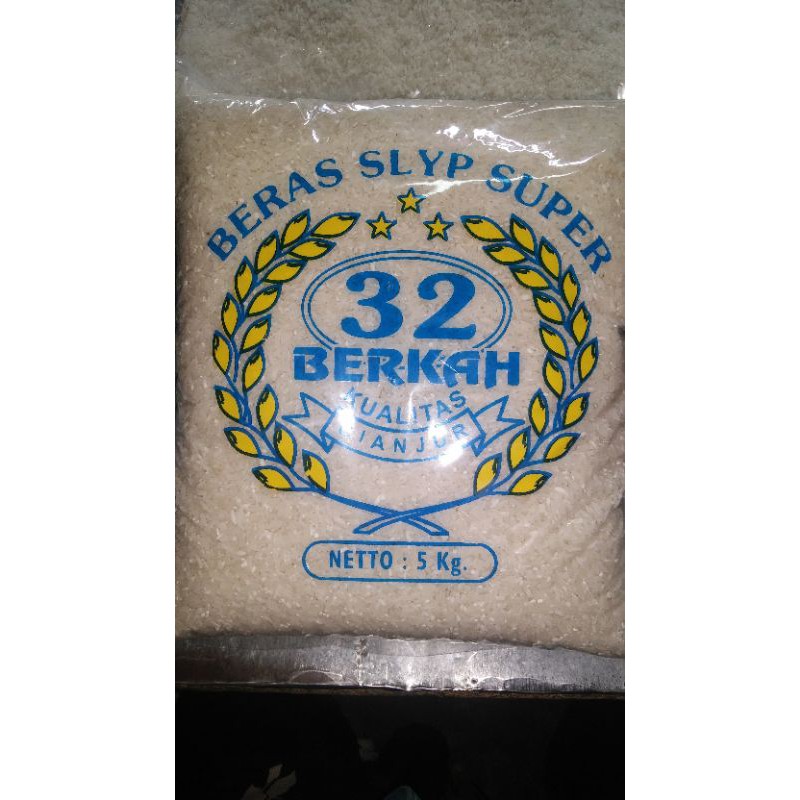 BERAS SLYP SUPER
32
BERKAH
KUALITAS
CIANJUR
NETTO : 5 Kg.